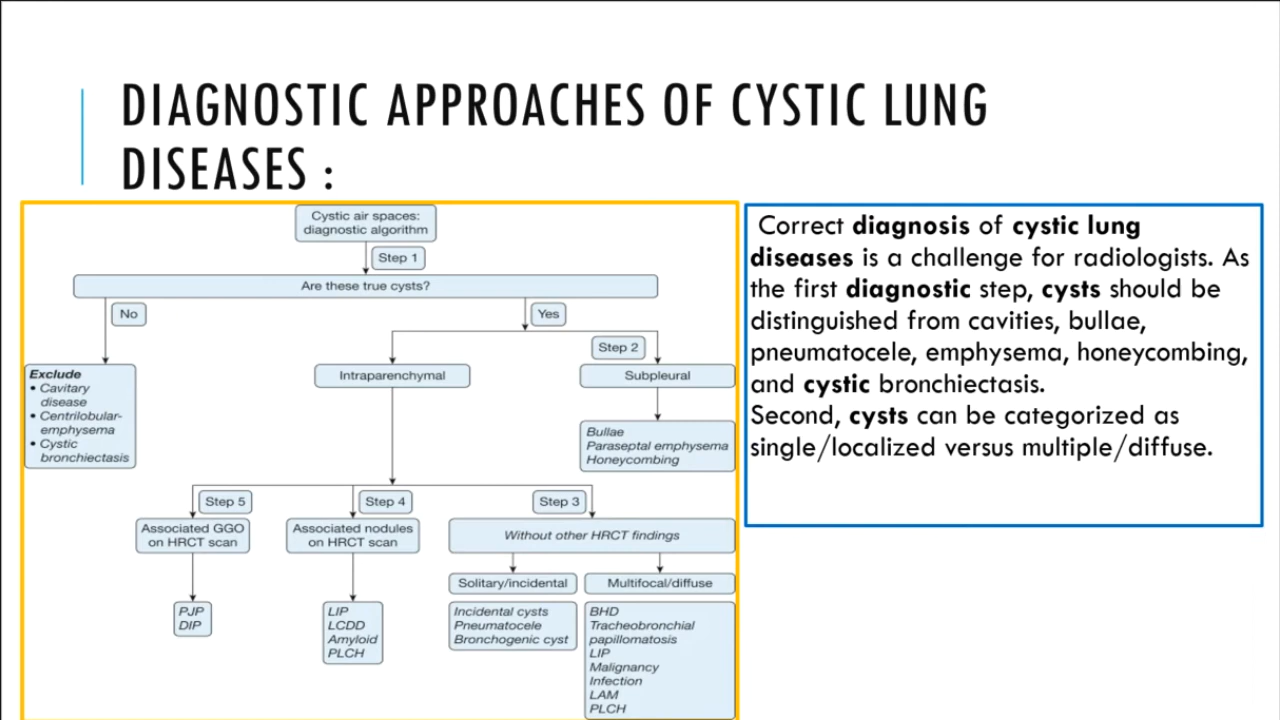 DIAGNOSTIC APPROACHES OF CYSTIC LUNG
DISEASES :
Cystic air spaces:
diagnostic algorithm
Step 1
Are these true cysts?
No
Yes
Step 2
Exclude
• Cavitary
disease
• Centrilobular-
emphysema
• Cystic
bronchiectasis
Intraparenchymal
Subpleural
Bullae
Paraseptal emphysema
Honeycombing
Step 5
Step 4
Step 3
Associated GGO
on HRCT scan
Associated nodules
on HRCT scan
Without other HRCT findings
Solitary/incidental
Multifocal/diffuse
PJP
DIP
LIP
LCDD
Amyloid
PLCH
Incidental cysts
Pneumatocele
Bronchogenic cyst
BHD
Tracheobronchial
papillomatosis
LIP
Malignancy
Infection
LAM
PLCH
Correct diagnosis of cystic lung
diseases is a challenge for radiologists. As
the first diagnostic step, cysts should be
distinguished from cavities, bullae,
pneumatocele, emphysema, honeycombing,
and cystic bronchiectasis.
Second, cysts can be categorized as
single/localized versus multiple/diffuse.